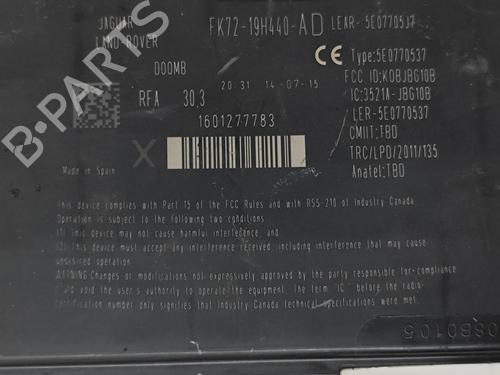 JAGUAR
LAND-ROVER
FK72-19H440-AD
LEAR-5E0770537
D00MB
Type:5E0770537
20:31 14-07-15
FCC ID:KOBJBG10B
RFA 30,3
IC:3521A-JBG10B
LER-5E0770537
1601277783
CMIIT:TBD
X
TRC/LPD/2011/135
Made in Spain
Anatel:TBD
This device complies with Part 15 of the FCC Rules and with RSS-210 of Industry Canada.
Operation is subject to the following two conditions:
(1) This device may not cause harmful interference, and
(2) This device must accept any interference received, including interference that may cause
undesired operation.
WARNING Changes or modifications not expressively approved by the party responsible for compliance
could void the user's authority to operate the equipment. The term "IC" before the radio
certification number only signifies that Industry Canada technical specifications were met.
08B0105
B-PARTS